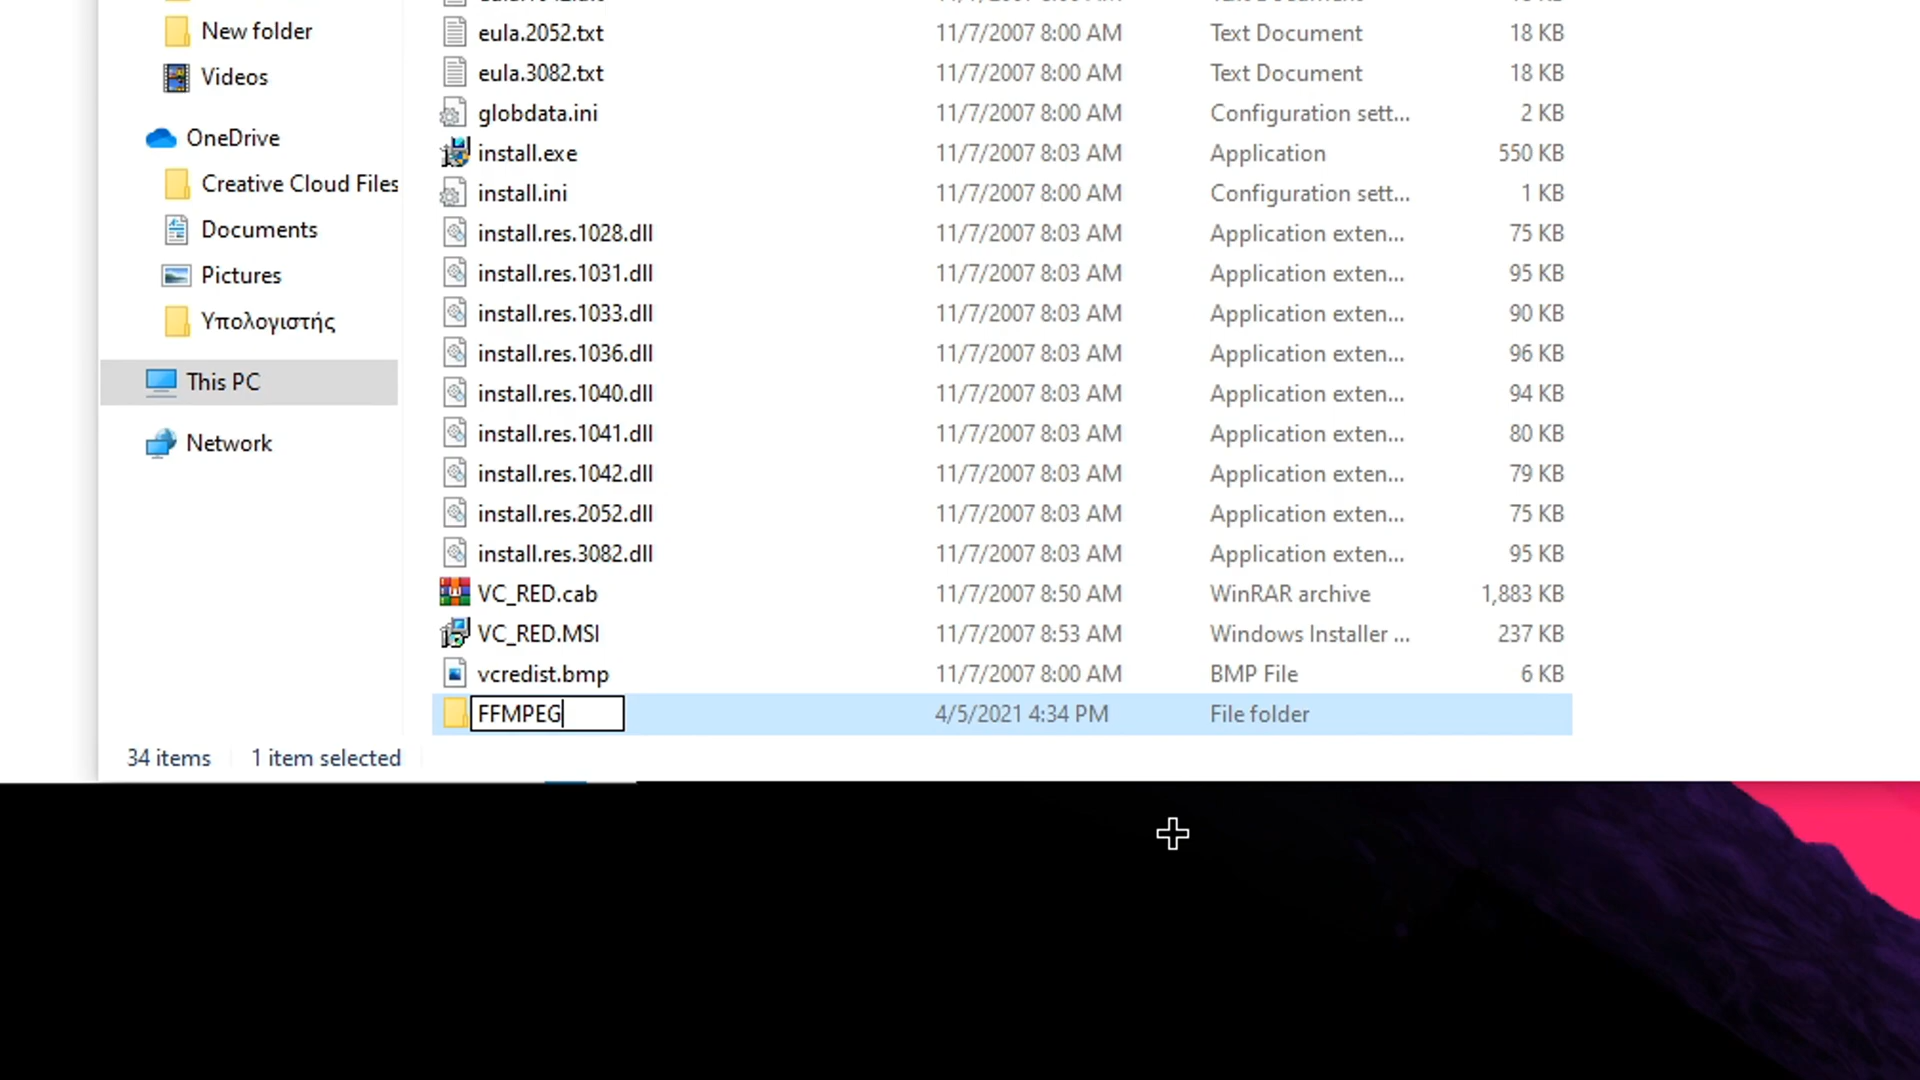 New folder
Videos
OneDrive
Creative Cloud Files
Documents
Pictures
Υπολογιστής
This PC
Network
eula.2052.txt 11/7/2007 8:00 AM Text Document 18 KB
eula.3082.txt 11/7/2007 8:00 AM Text Document 18 KB
globdata.ini 11/7/2007 8:00 AM Configuration sett... 2 KB
install.exe 11/7/2007 8:03 AM Application 550 KB
install.ini 11/7/2007 8:00 AM Configuration sett... 1 KB
install.res.1028.dll 11/7/2007 8:03 AM Application exten... 75 KB
install.res.1031.dll 11/7/2007 8:03 AM Application exten... 95 KB
install.res.1033.dll 11/7/2007 8:03 AM Application exten... 90 KB
install.res.1036.dll 11/7/2007 8:03 AM Application exten... 96 KB
install.res.1040.dll 11/7/2007 8:03 AM Application exten... 94 KB
install.res.1041.dll 11/7/2007 8:03 AM Application exten... 80 KB
install.res.1042.dll 11/7/2007 8:03 AM Application exten... 79 KB
install.res.2052.dll 11/7/2007 8:03 AM Application exten... 75 KB
install.res.3082.dll 11/7/2007 8:03 AM Application exten... 95 KB
VC_RED.cab 11/7/2007 8:50 AM WinRAR archive 1,883 KB
VC_RED.MSI 11/7/2007 8:53 AM Windows Installer ... 237 KB
vcredist.bmp 11/7/2007 8:00 AM BMP File 6 KB
FFMPEG 4/5/2021 4:34 PM File folder
34 items 1 item selected